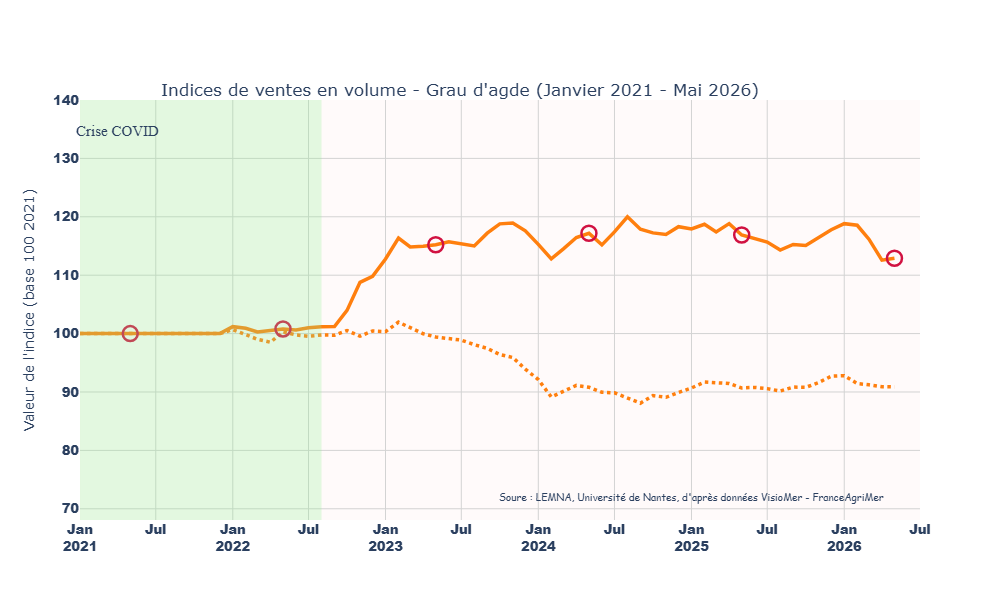 Indices de ventes en volume - Grau d'agde (Janvier 2021 - Mai 2026)
140
Crise COVID
130
120
110
100
90
80
70
Valeur de l'indice (base 100 2021)
Soure : LEMNA, Université de Nantes, d'après données VisioMer - FranceAgriMer
Jan Jul Jan Jul Jan Jul Jan Jul Jan Jul Jan Jul
2021 2022 2023 2024 2025 2026